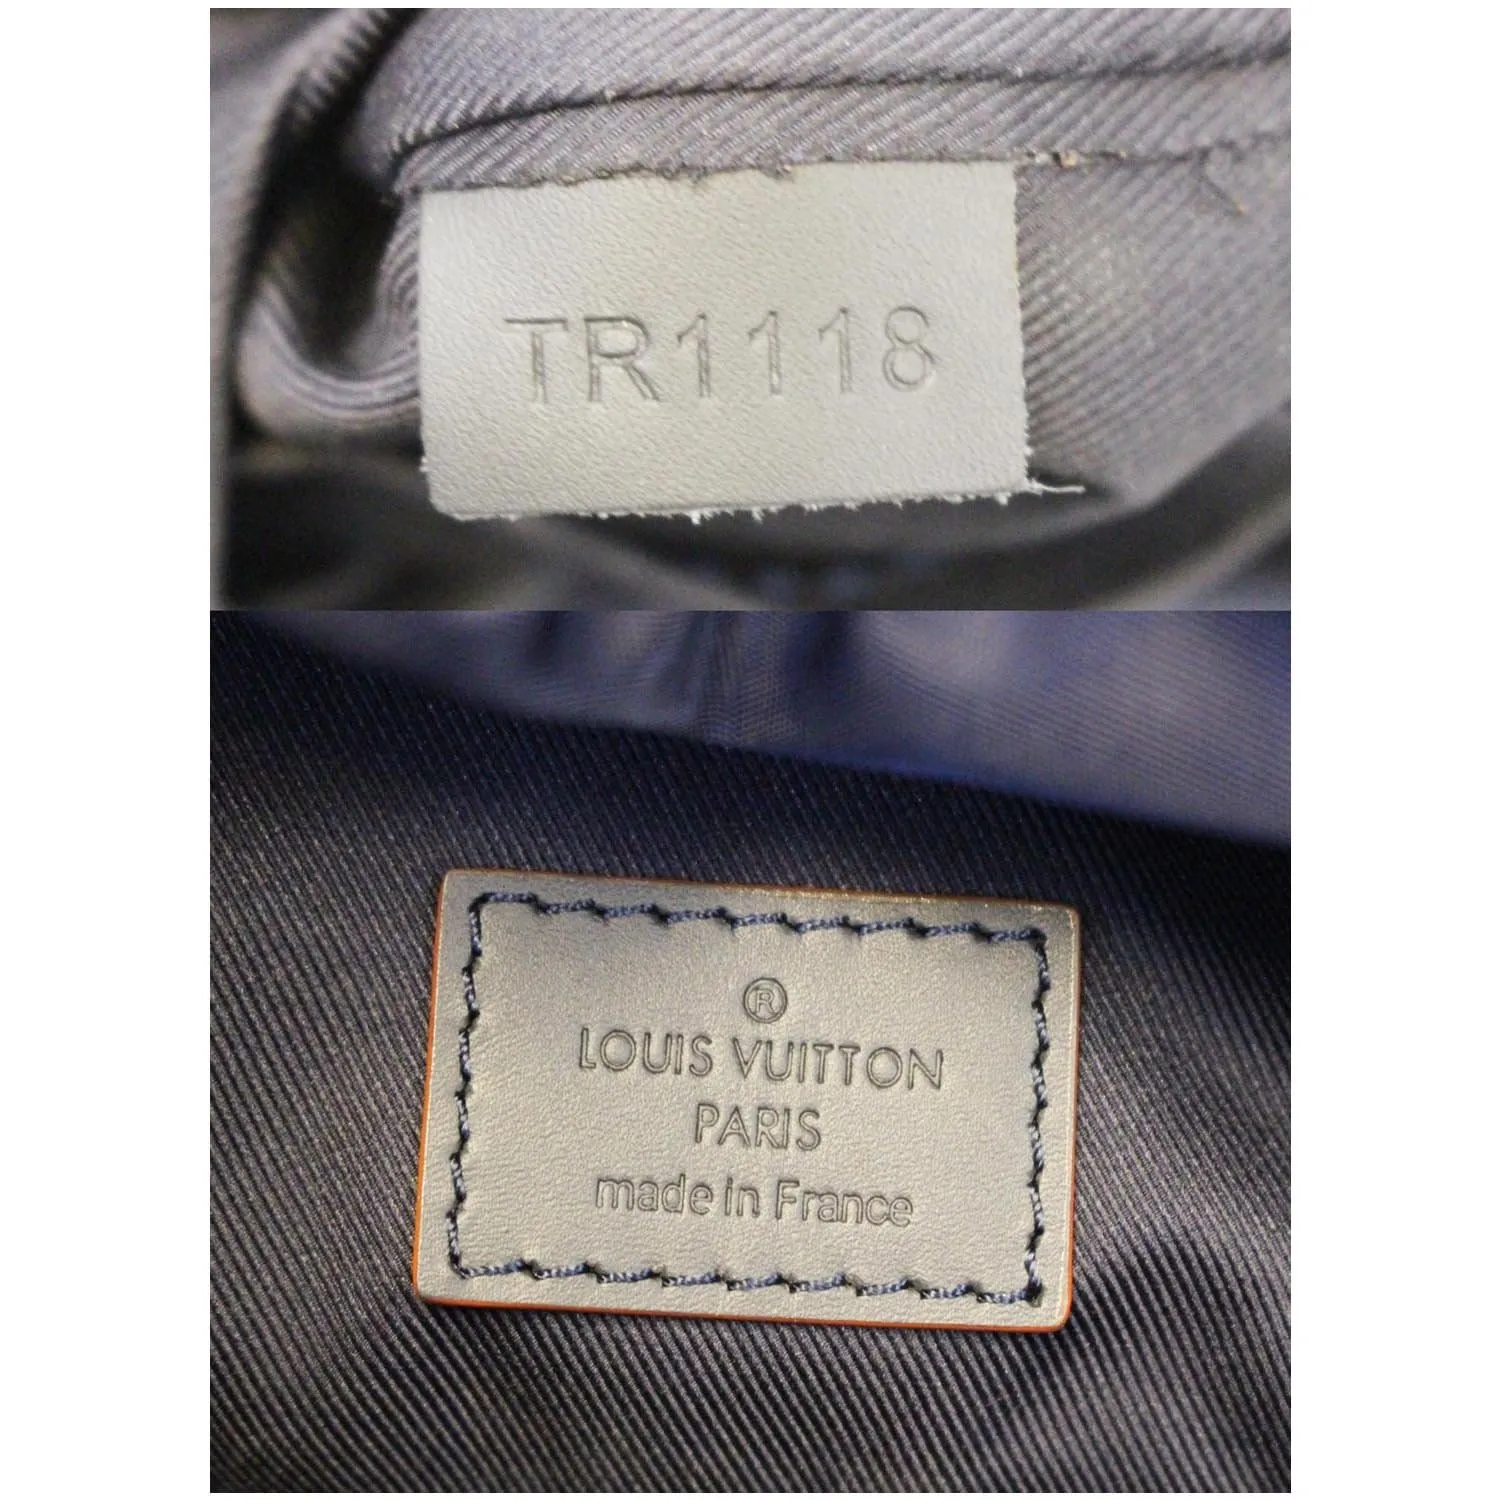 TR1118
®
LOUIS VUITTON
PARIS
made in France